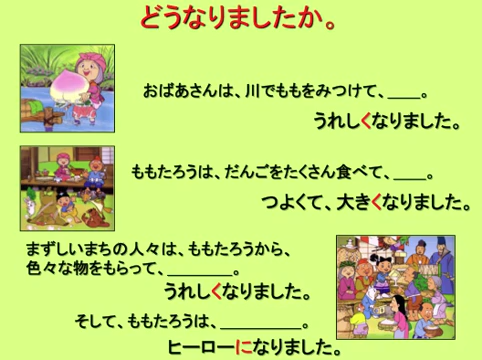 どうなりましたか。
おばあさんは、川でももをみつけて、____。
うれしくなりました。
ももたろうは、だんごをたくさん食べて、____。
つよくて、大きくなりました。
まずしいまちの人々は、ももたろうから、
色々な物をもらって、_______。
うれしくなりました。
そして、ももたろうは、_________。
ヒーローになりました。